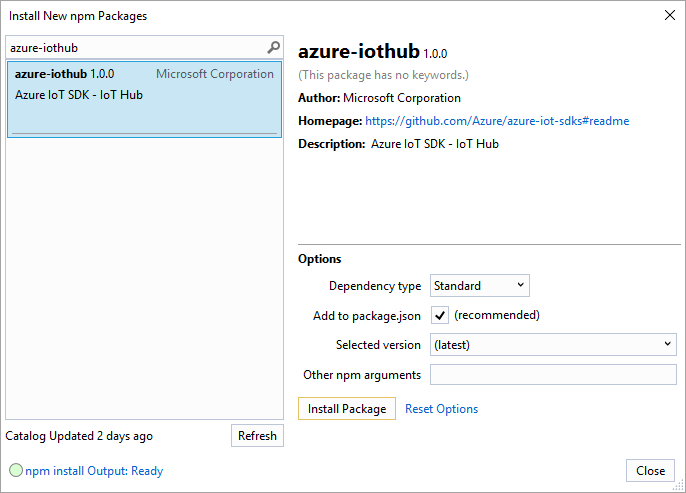 Install New npm Packages
azure-iothub
azure-iothub 1.0.0 Microsoft Corporation
Azure IoT SDK - IoT Hub
Catalog Updated 2 days ago Refresh
azure-iothub 1.0.0
(This package has no keywords.)
Author: Microsoft Corporation
Homepage: https://github.com/Azure/azure-iot-sdks#readme
Description: Azure IoT SDK - IoT Hub
Options
Dependency type Standard
Add to package.json (recommended)
Selected version (latest)
Other npm arguments
Install Package Reset Options
npm install Output: Ready Close